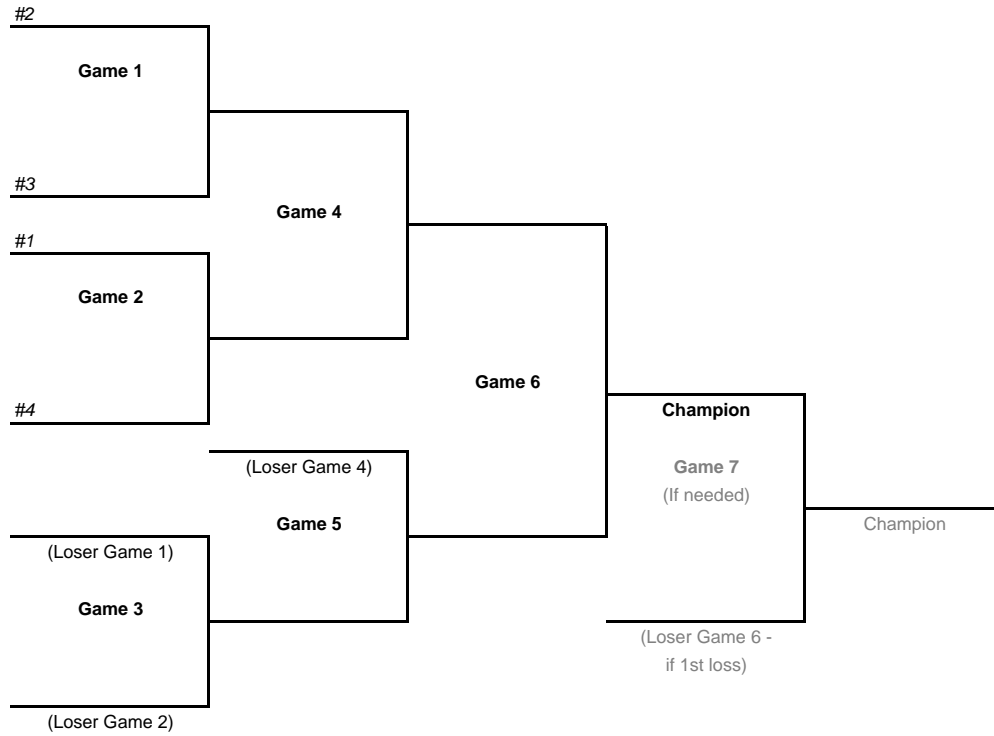 #2
Game 1
#3
Game 4
#1
Game 2
Game 6
#4
Champion
(Loser Game 4)
Game 7
(If needed)
Game 5
Champion
(Loser Game 1)
Game 3
(Loser Game 6 -
if 1st loss)
(Loser Game 2)